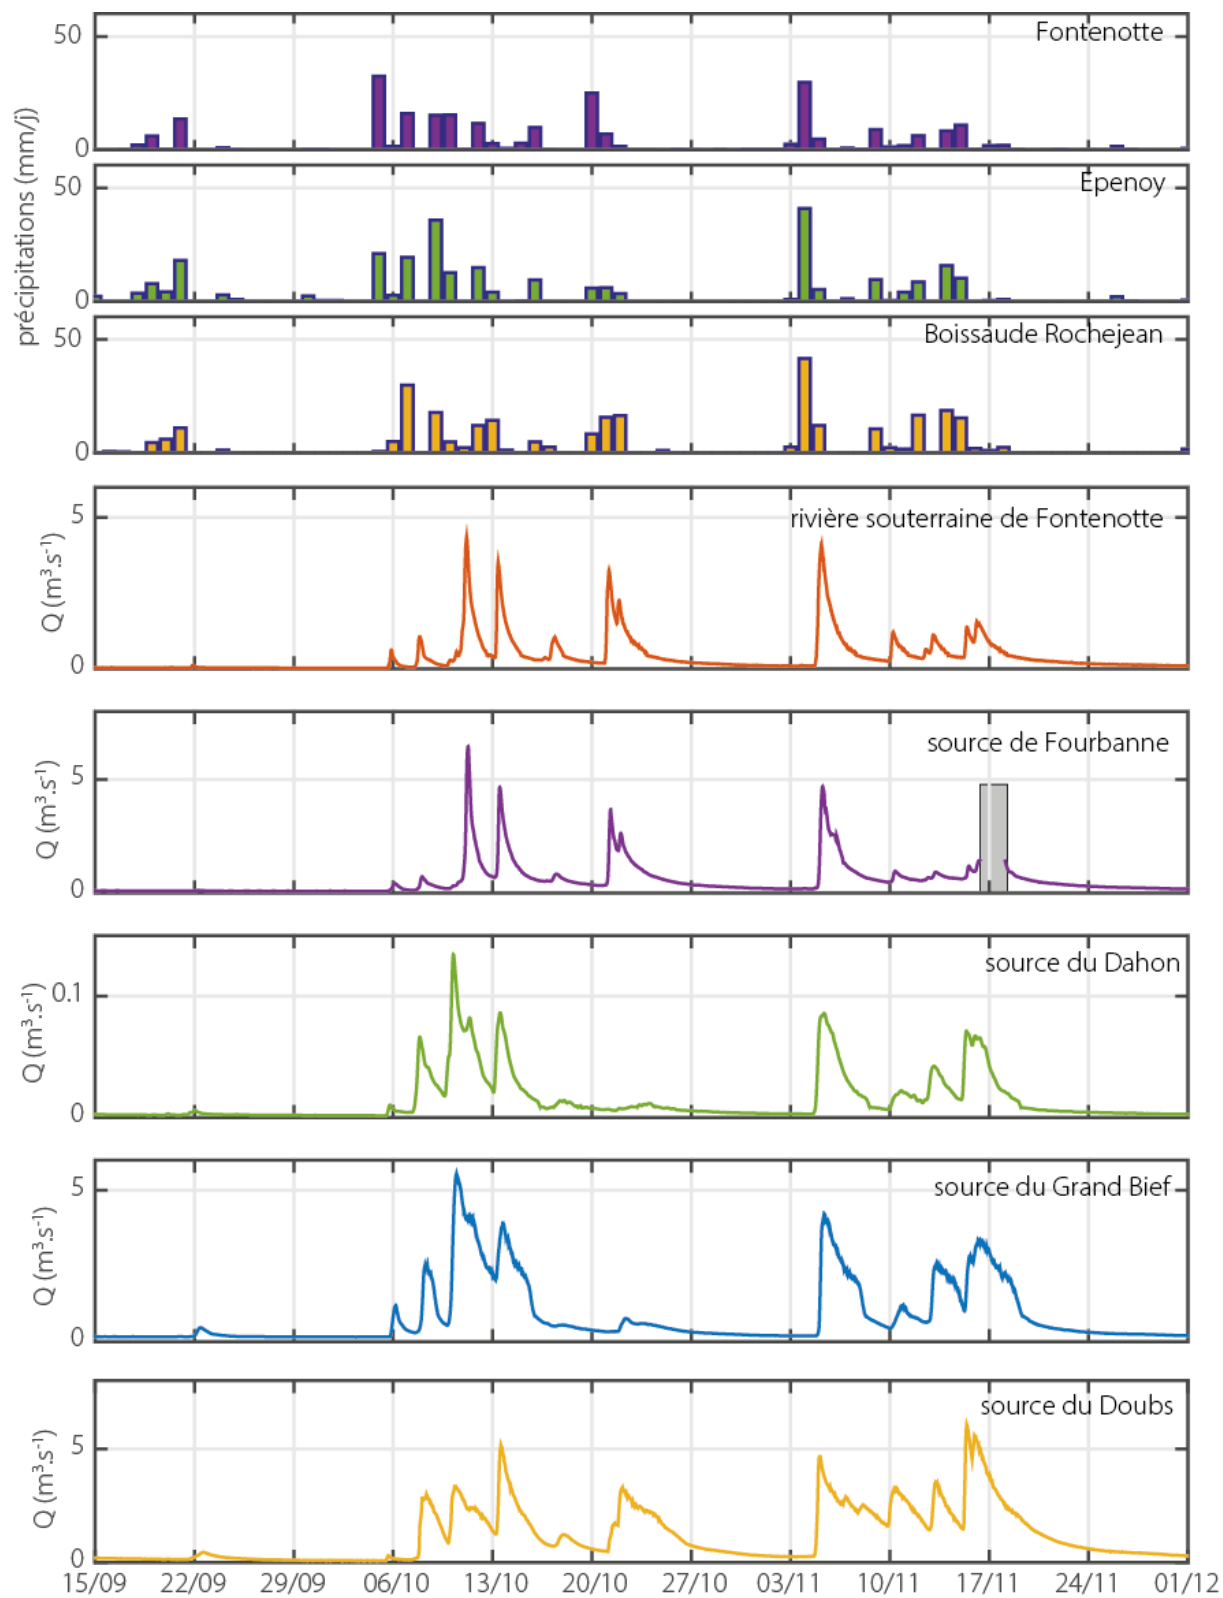 Fontenotte
50
0
Épenoy
50
0
Boissaude Rochejean
50
0
précipitations (mm/j)
rivière souterraine de Fontenotte
5
0
Q (m³.s⁻¹)
source de Fourbanne
5
0
Q (m³.s⁻¹)
source du Dahon
0.1
0
Q (m³.s⁻¹)
source du Grand Bief
5
0
Q (m³.s⁻¹)
source du Doubs
5
0
Q (m³.s⁻¹)
15/09 22/09 29/09 06/10 13/10 20/10 27/10 03/11 10/11 17/11 24/11 01/12